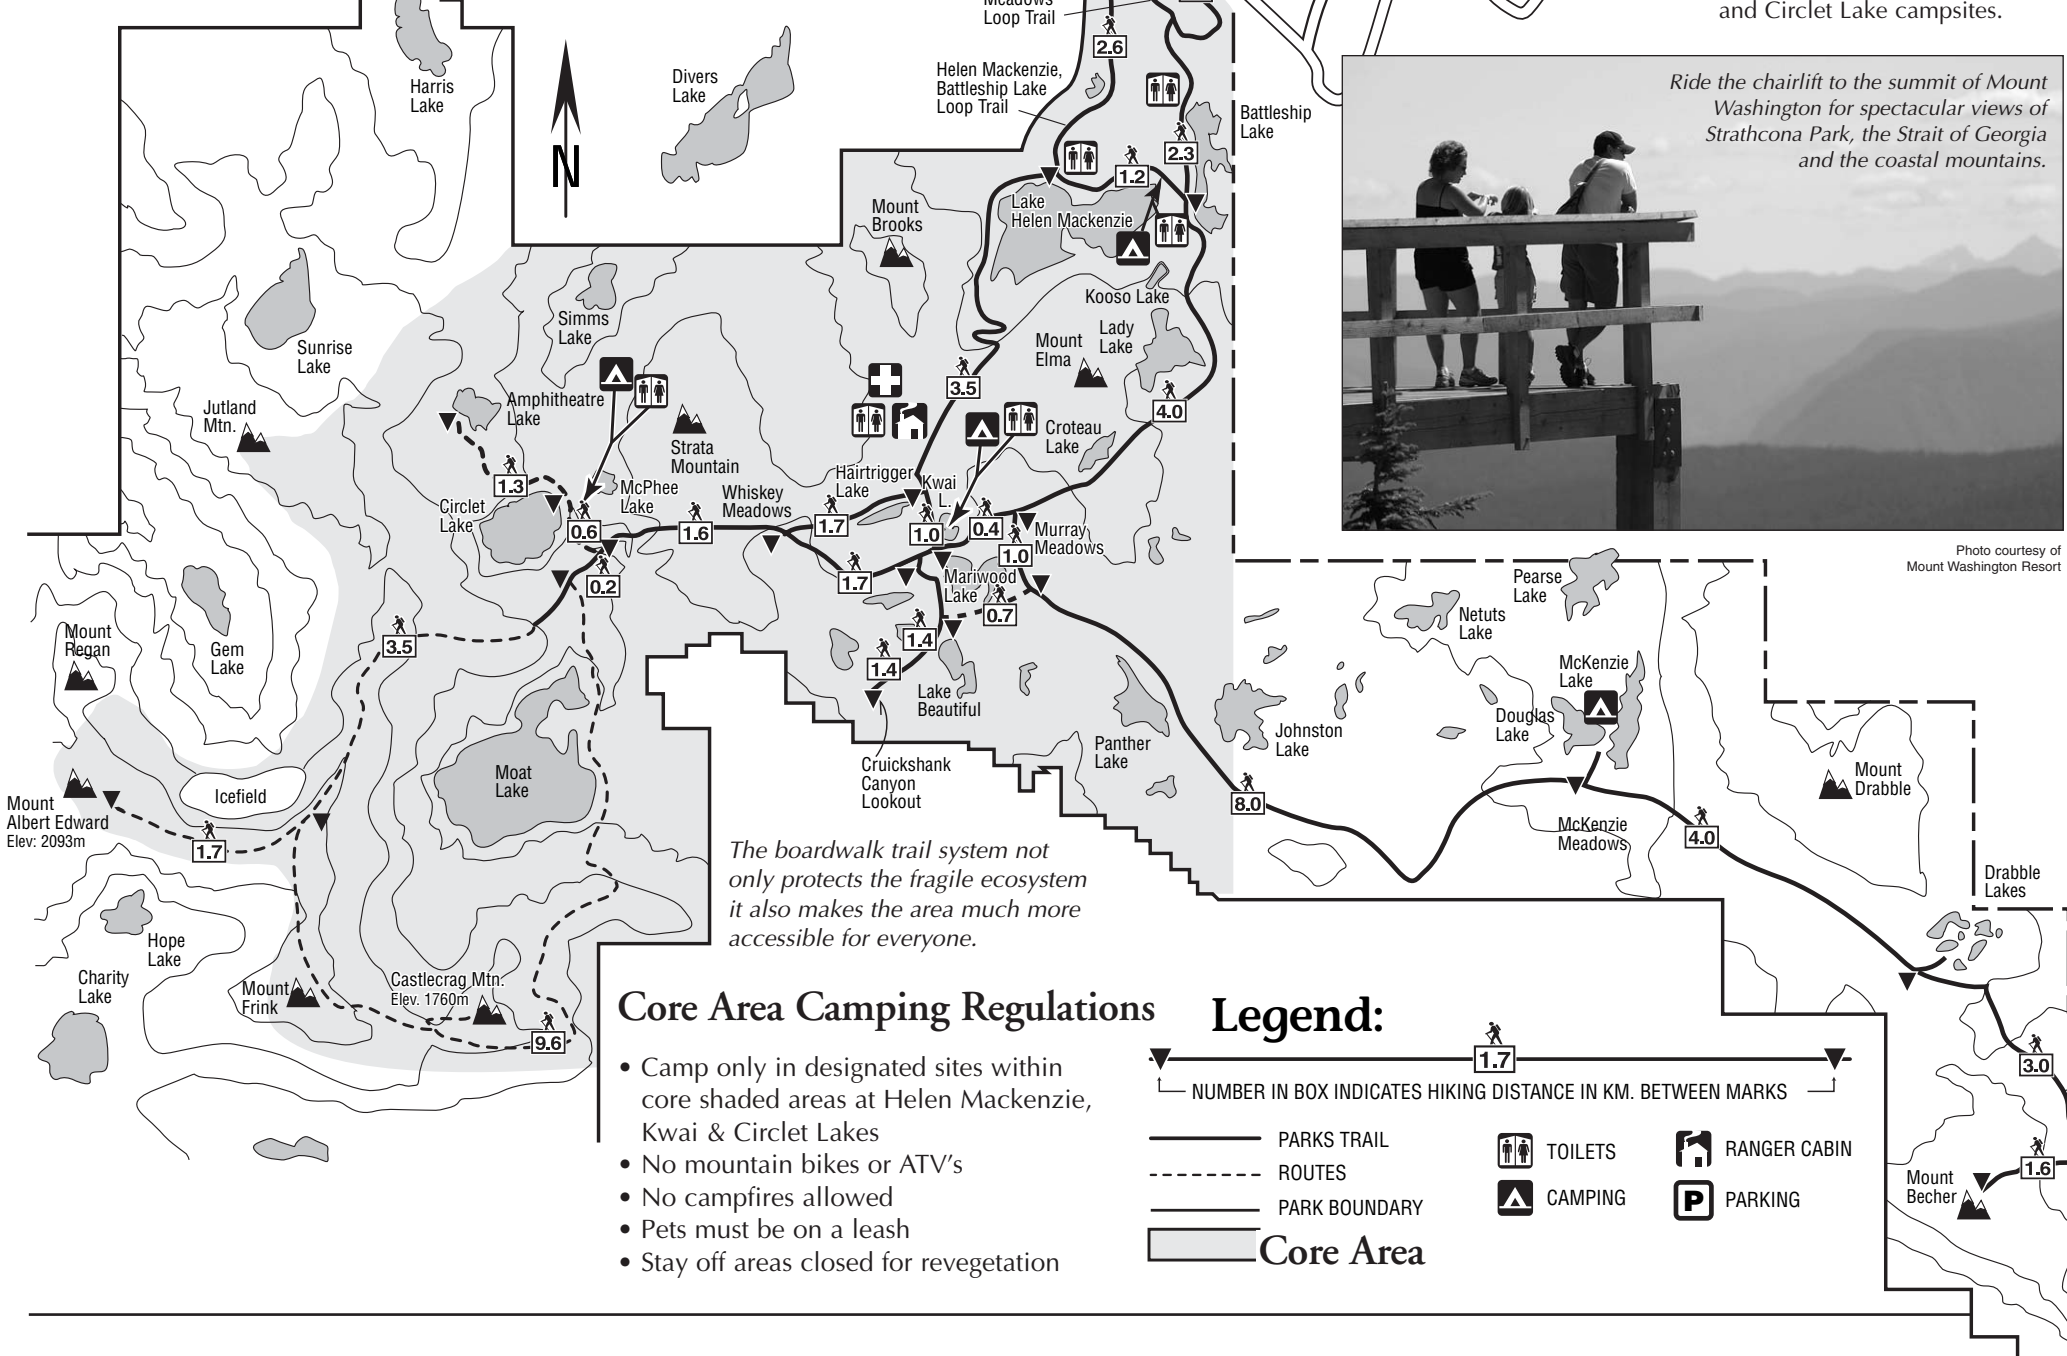 Meadows
Loop Trail
and Circlet Lake campsites.
2.6
Harris
Lake
Divers
Lake
Helen Mackenzie,
Battleship Lake
Loop Trail
Battleship
Lake
Ride the chairlift to the summit of Mount
Washington for spectacular views of
Strathcona Park, the Strait of Georgia
and the coastal mountains.
N
2.3
1.2
Lake
Helen Mackenzie
Mount
Brooks
Kooso Lake
Simms
Lake
Sunrise
Lake
Mount
Elma
Lady
Lake
3.5
4.0
Jutland
Mtn.
Amphitheatre
Lake
Strata
Mountain
Croteau
Lake
1.3
McPhee
Lake
Whiskey
Meadows
Hairtrigger
Lake
Kwai
L.
Circlet
Lake
0.6
1.6
1.7
1.0
0.4
Murray
Meadows
1.0
Photo courtesy of
Mount Washington Resort
0.2
1.7
Mariwood
Lake
0.7
Pearse
Lake
Netuts
Lake
Mount
Regan
Gem
Lake
3.5
1.4
1.4
McKenzie
Lake
Lake
Beautiful
Douglas
Lake
Johnston
Lake
Panther
Lake
Cruickshank
Canyon
Lookout
Moat
Lake
Icefield
Mount
Drabble
Mount
Albert Edward
Elev: 2093m
1.7
8.0
McKenzie
Meadows
4.0
The boardwalk trail system not
only protects the fragile ecosystem
it also makes the area much more
accessible for everyone.
Drabble
Lakes
Hope
Lake
Charity
Lake
Mount
Frink
Castlecrag Mtn.
Elev. 1760m
9.6
3.0
Core Area Camping Regulations
• Camp only in designated sites within
core shaded areas at Helen Mackenzie,
Kwai & Circlet Lakes
• No mountain bikes or ATV's
• No campfires allowed
• Pets must be on a leash
• Stay off areas closed for revegetation
Legend:
1.7
NUMBER IN BOX INDICATES HIKING DISTANCE IN KM. BETWEEN MARKS
PARKS TRAIL
ROUTES
PARK BOUNDARY
Core Area
TOILETS
CAMPING
RANGER CABIN
P PARKING
Mount
Becher
1.6